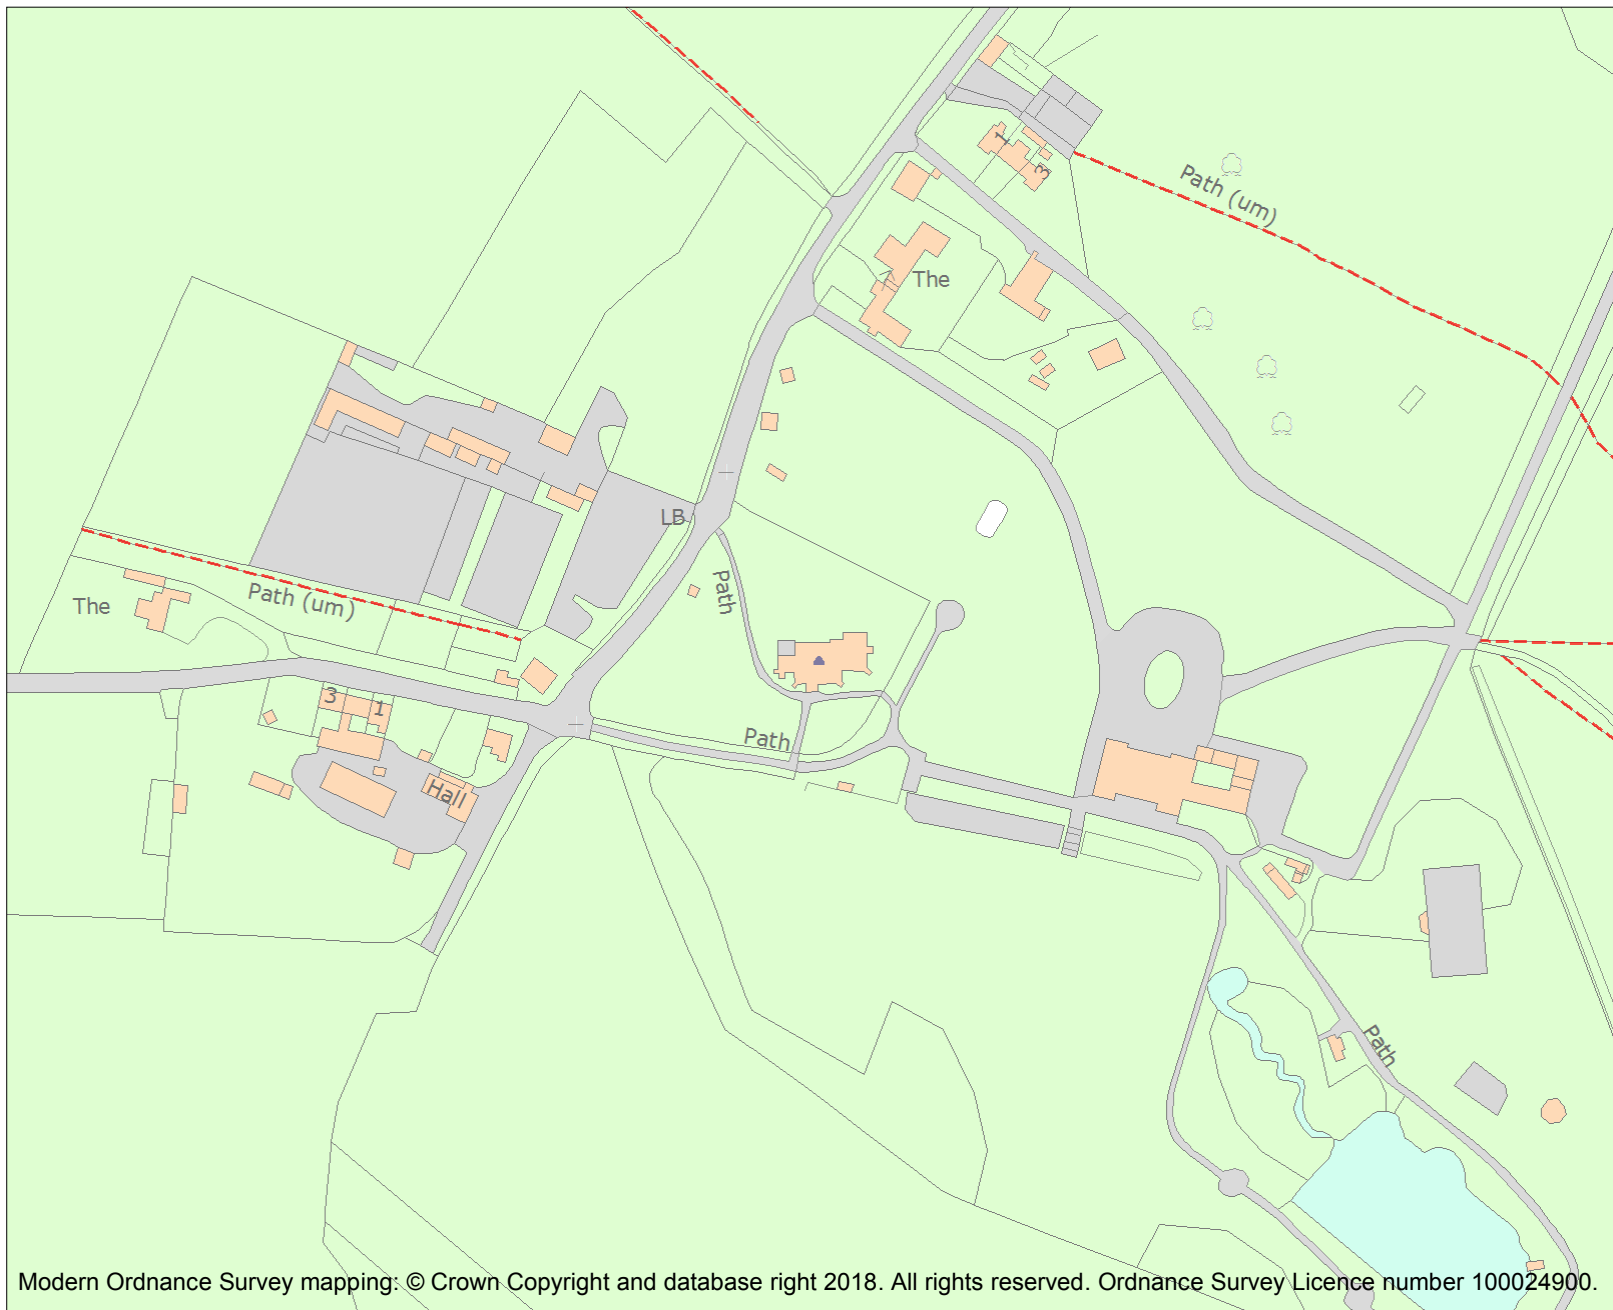 1
3
Path (um)
The
LB
Path
Path (um)
The
3
1
Path
Hall
Path
Modern Ordnance Survey mapping: © Crown Copyright and database right 2018. All rights reserved. Ordnance Survey Licence number 100024900.